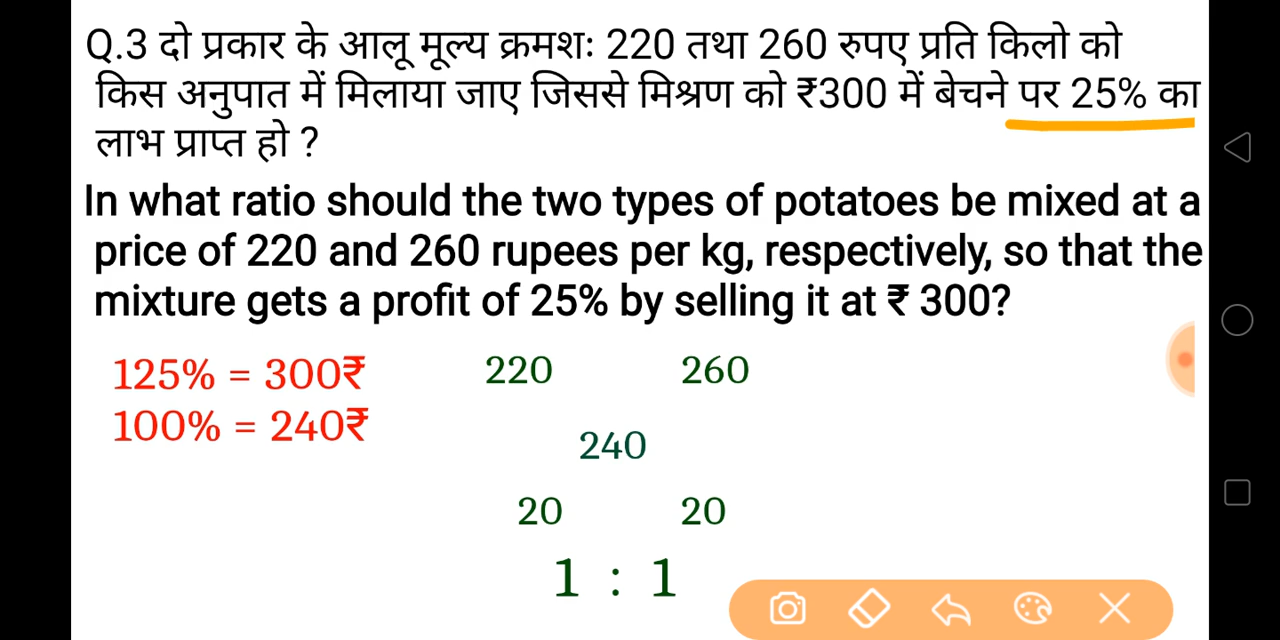 Q.3 दो प्रकार के आलू मूल्य क्रमशः 220 तथा 260 रुपए प्रति किलो को
किस अनुपात में मिलाया जाए जिससे मिश्रण को ₹300 में बेचने पर 25% का
लाभ प्राप्त हो ?
In what ratio should the two types of potatoes be mixed at a
price of 220 and 260 rupees per kg, respectively, so that the
mixture gets a profit of 25% by selling it at ₹ 300?
125% = 300₹
100% = 240₹
220 260
240
20 20
1 : 1